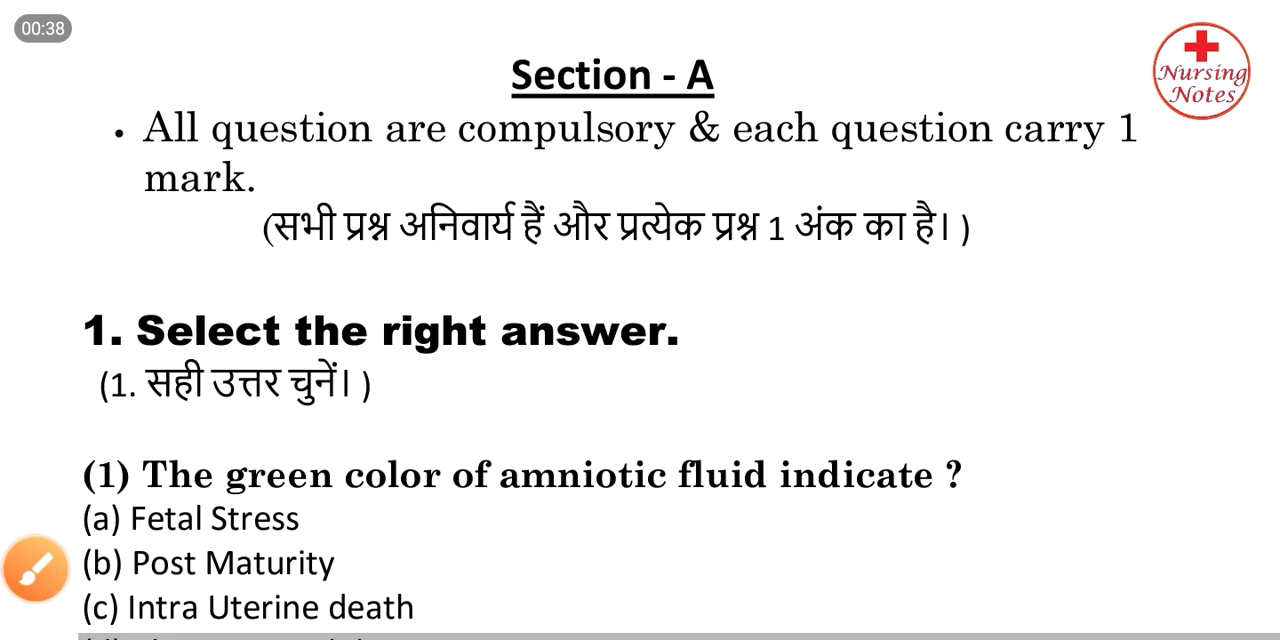 00:38
Nursing
Notes
Section - A
• All question are compulsory & each question carry 1
mark.
(सभी प्रश्न अनिवार्य हैं और प्रत्येक प्रश्न 1 अंक का है। )
1. Select the right answer.
(1. सही उत्तर चुनें। )
(1) The green color of amniotic fluid indicate ?
(a) Fetal Stress
(b) Post Maturity
(c) Intra Uterine death